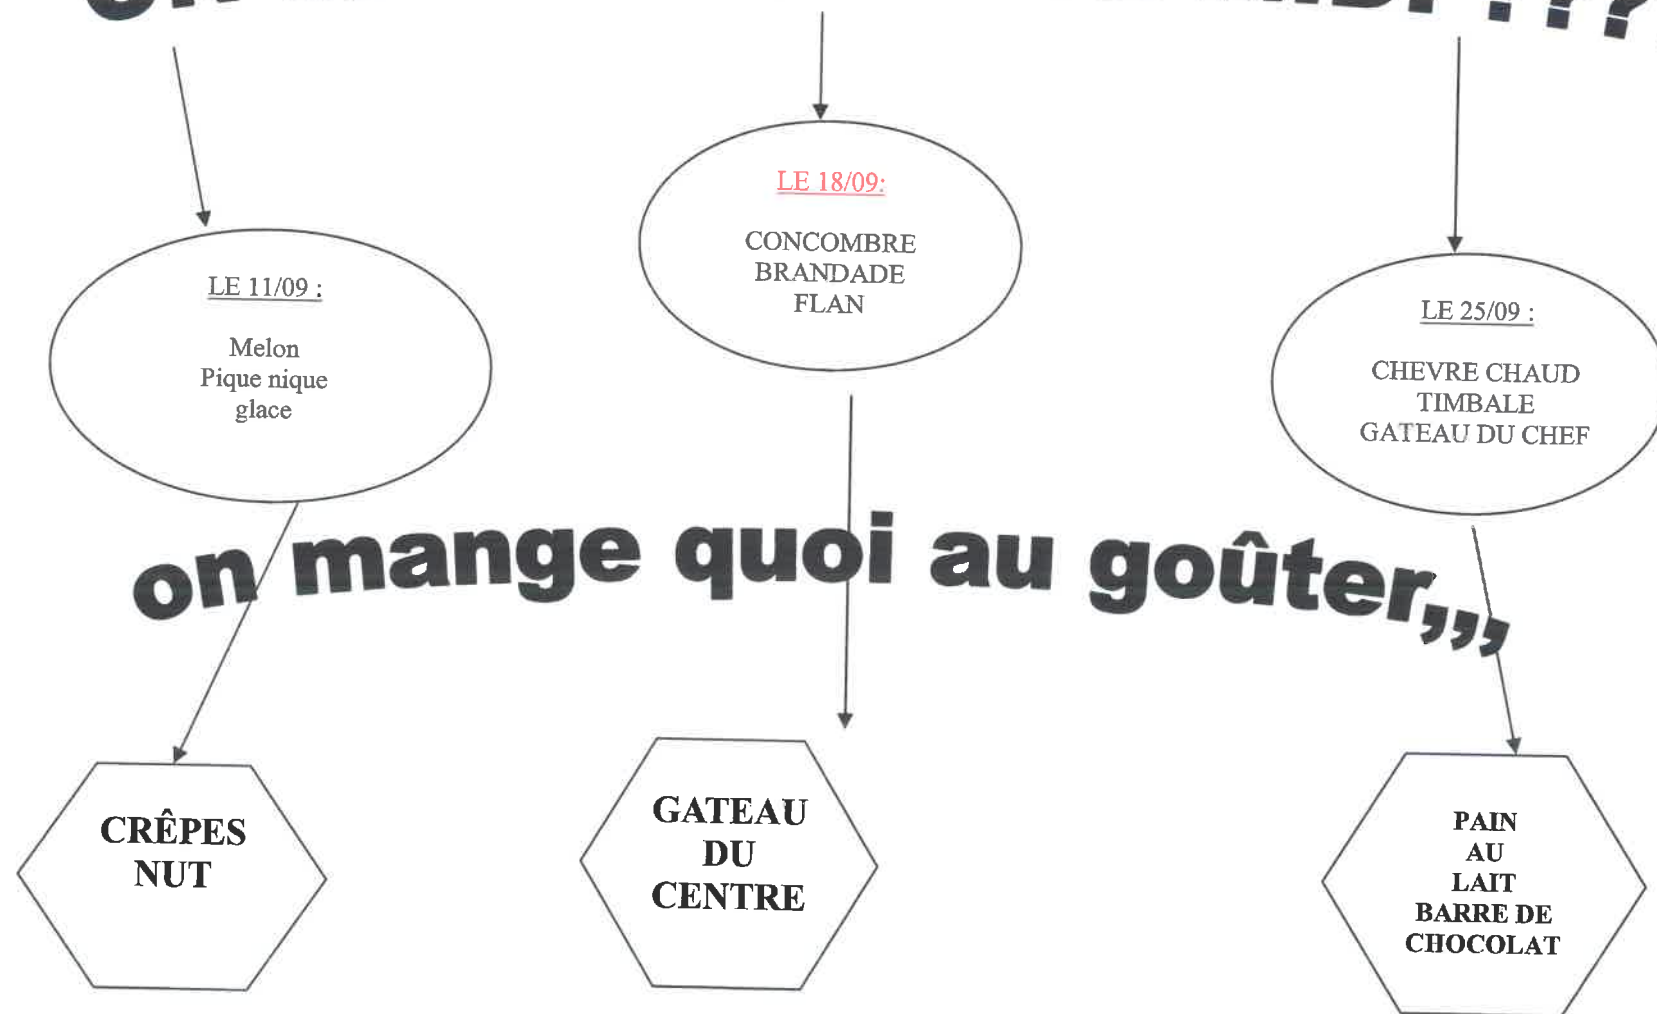 LE 18/09:
CONCOMBRE
BRANDADE
FLAN
LE 11/09 :
Melon
Pique nique
glace
LE 25/09 :
CHEVRE CHAUD
TIMBALE
GATEAU DU CHEF
on mange quoi au goûter,,,
CRÊPES
NUT
GATEAU
DU
CENTRE
PAIN
AU
LAIT
BARRE DE
CHOCOLAT